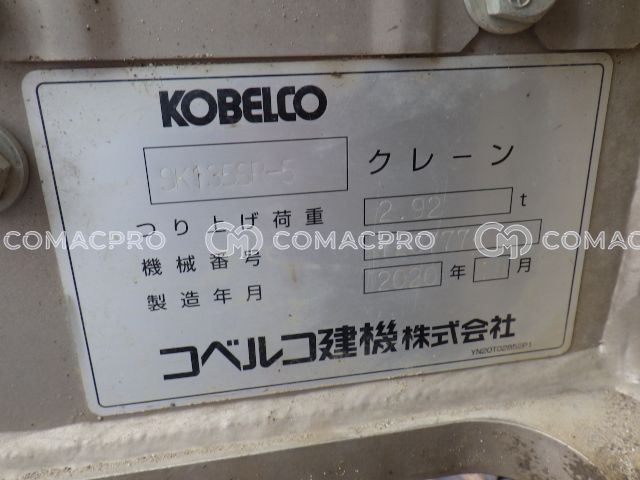 KOBELCO
SK135SR-5 クレーン
つり上げ荷重 2.92 t
機械番号
製造年月 2020 年 月
コベルコ建機株式会社
YN20T02852P1
COMACPRO COMACPRO COMACPRO